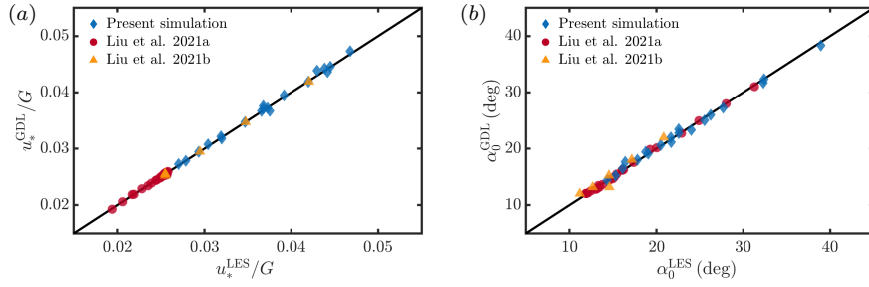 (a)
0.05
0.04
0.03
0.02
u_*^GDL/G
Present simulation
Liu et al. 2021a
Liu et al. 2021b
0.02 0.03 0.04 0.05
u_*^LES/G
(b)
40
30
20
10
α_0^GDL (deg)
Present simulation
Liu et al. 2021a
Liu et al. 2021b
10 20 30 40
α_0^LES (deg)